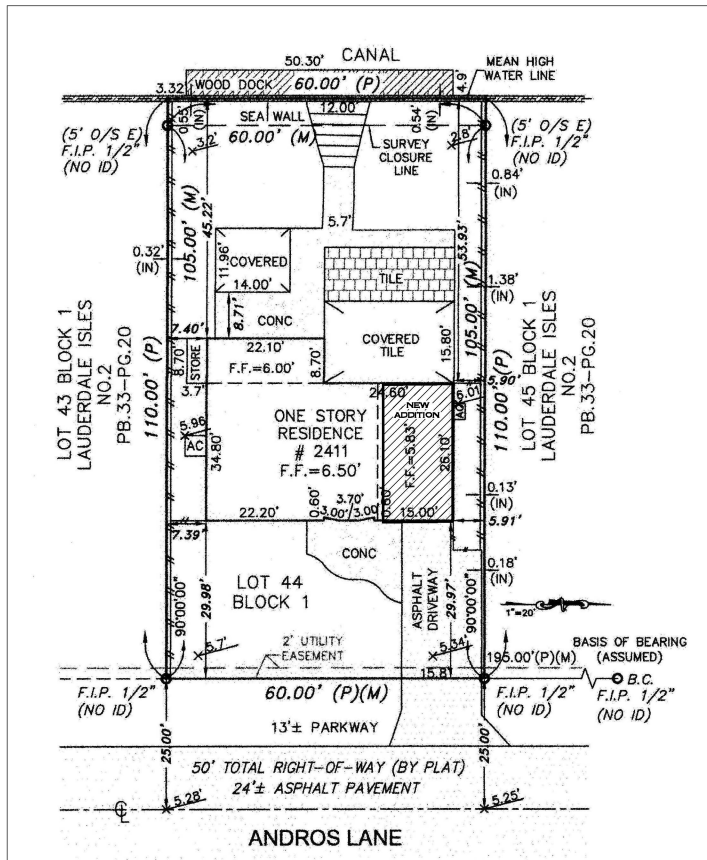 CANAL
50.30'
MEAN HIGH
WATER LINE
3.32'
WOOD DOCK
60.00' (P)
4.9'
0.55'
(IN)
SEA WALL
12.00
0.54'
(IN)
60.00' (M)
(5' O/S E)
F.I.P. 1/2"
(NO ID)
3.2'
SURVEY
CLOSURE
LINE
2.8'
(5' O/S E)
F.I.P. 1/2"
(NO ID)
0.84'
(IN)
105.00' (M)
45.22'
5.7'
53.93'
0.32'
(IN)
11.96'
COVERED
14.00'
TILE
1.38'
(IN)
105.00' (M)
8.71'
CONC
COVERED
TILE
15.80'
LOT 43 BLOCK 1
LAUDERDALE ISLES
NO.2
PB.33-PG.20
110.00' (P)
7.40'
8.70'
STORE
22.10'
F.F.=6.00'
8.70'
3.7'
24.60'
5.90'
6.01
AC
110.00' (P)
LOT 45 BLOCK 1
LAUDERDALE ISLES
NO.2
PB.33-PG.20
NEW
ADDITION
F.F.=5.83'
26.10'
5.96
AC
34.80'
ONE STORY
RESIDENCE
# 2411
F.F.=6.50'
0.13'
(IN)
22.20'
0.60'
3.70'
3.00'
3.00'
0.60'
15.00'
7.39'
5.91'
CONC
0.18'
(IN)
LOT 44
BLOCK 1
29.98'
ASPHALT
DRIVEWAY
29.97'
90°00'00"
90°00'00"
1"=20'
5.7'
2' UTILITY
EASEMENT
5.34'
195.00'(P)(M)
BASIS OF BEARING
(ASSUMED)
15.8'
B.C.
F.I.P. 1/2"
(NO ID)
60.00' (P)(M)
F.I.P. 1/2"
(NO ID)
F.I.P. 1/2"
(NO ID)
13'± PARKWAY
25.00'
25.00'
50' TOTAL RIGHT-OF-WAY (BY PLAT)
24'± ASPHALT PAVEMENT
5.28'
5.25'
ANDROS LANE